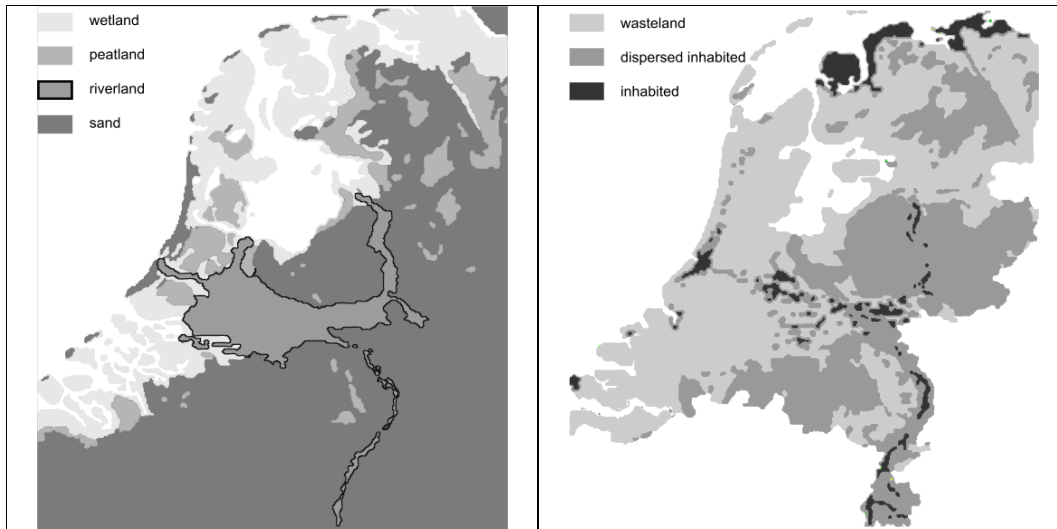 wetland
peatland
riverland
sand
wasteland
dispersed inhabited
inhabited